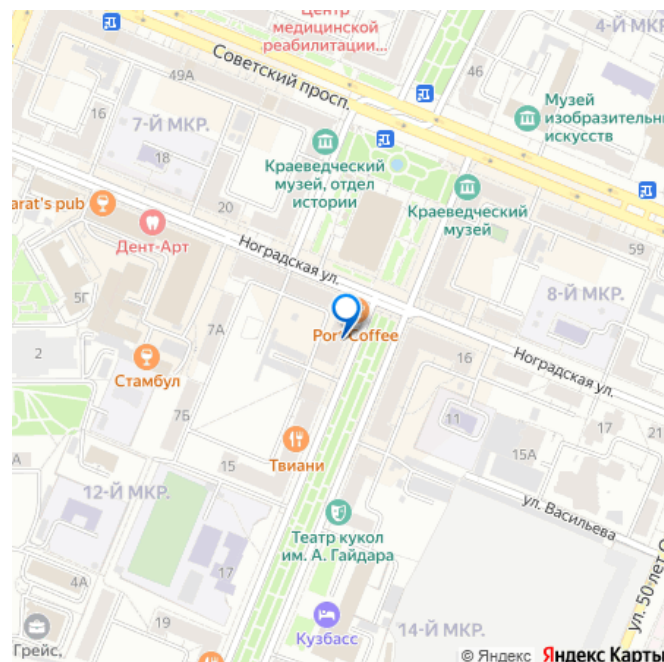 Центр
медицинской
реабилитации...
4-Й МКР
Советский просп.
49А
46
16
7-Й МКР.
18
Музей
изобразительных
искусств
Краеведческий
музей, отдел
истории
Краеведческий
музей
arat's pub
20
Дент-Арт
Ноградская ул.
59
5Г
8-Й МКР.
7А
Port Coffee
2
Стамбул
16
Ноградская ул.
7Б
11
17
21
15А
Твиани
15
12-Й МКР.
ул. Васильева
Театр кукол
им. А. Гайдара
17
4А
19
Кузбасс
14-Й МКР.
ул. 50 лет О
Грейс,
© Яндекс Яндекс Карты